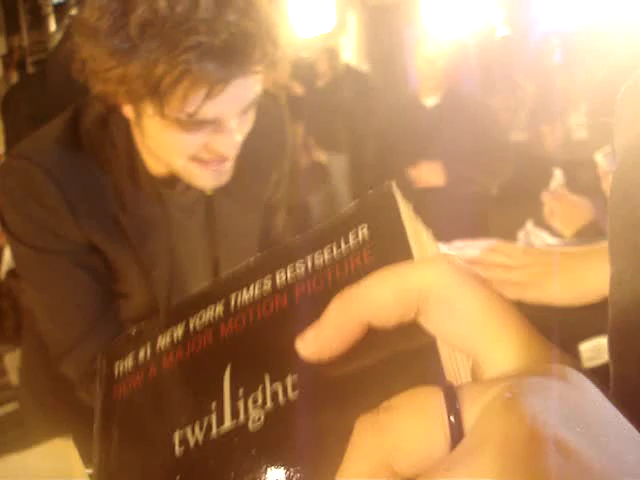 THE #1 NEW YORK TIMES BESTSELLER
NOW A MAJOR MOTION PICTURE
twilight